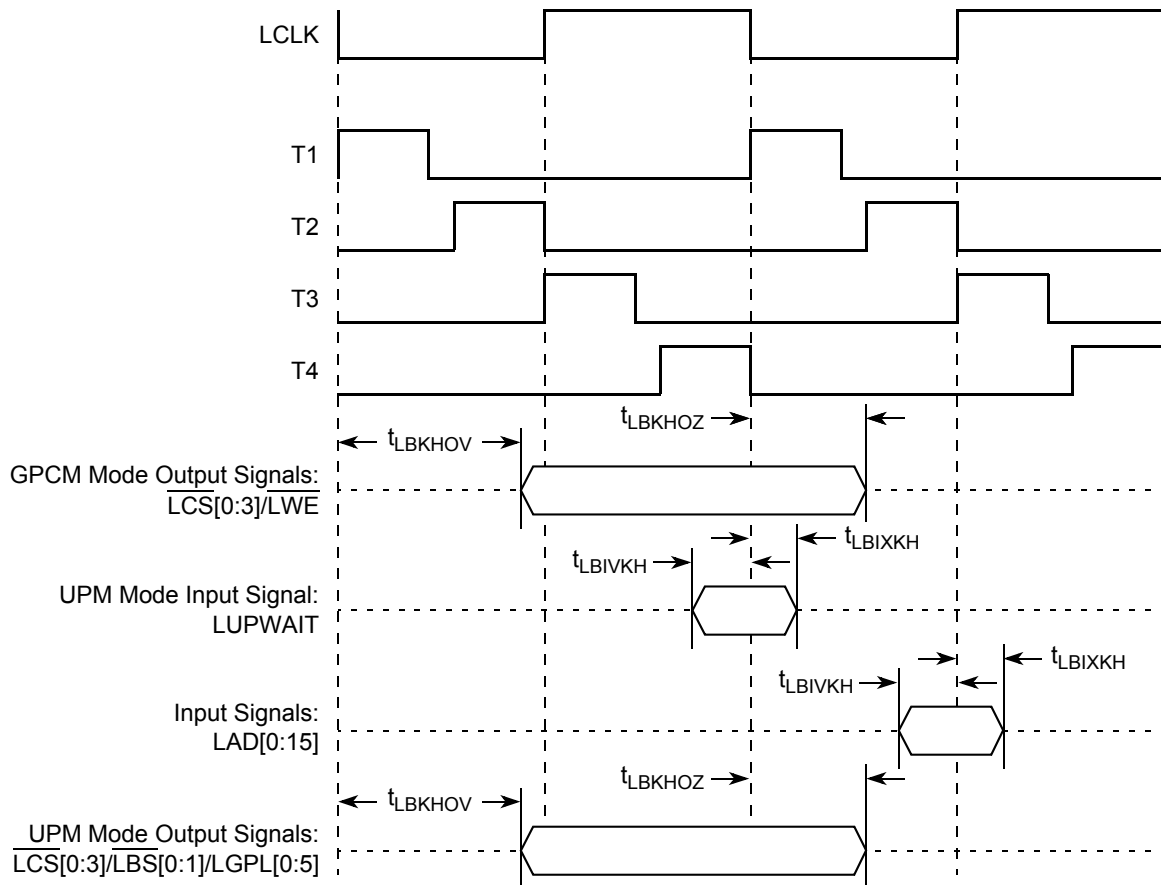 LCLK
T1
T2
T3
T4
tLBKHOZ
tLBKHOV
GPCM Mode Output Signals:
LCS[0:3]/LWE
tLBIXKH
tLBIVKH
UPM Mode Input Signal:
LUPWAIT
tLBIXKH
tLBIVKH
Input Signals:
LAD[0:15]
tLBKHOZ
tLBKHOV
UPM Mode Output Signals:
LCS[0:3]/LBS[0:1]/LGPL[0:5]